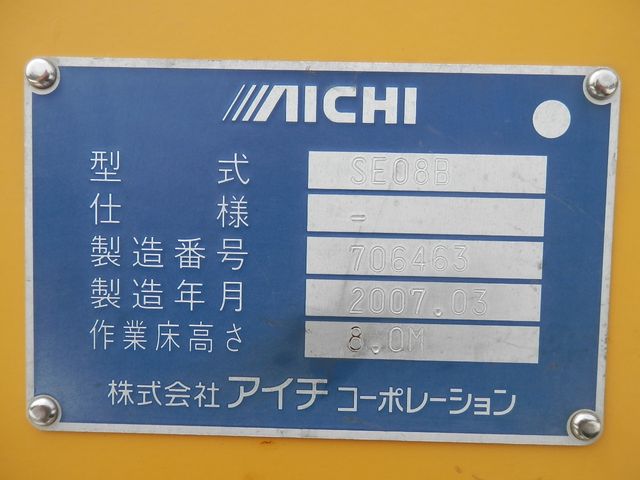 AICHI
型式 SE08B
仕様 -
製造番号 706463
製造年月 2007.03
作業床高さ 8.0M
株式会社アイチコーポレーション